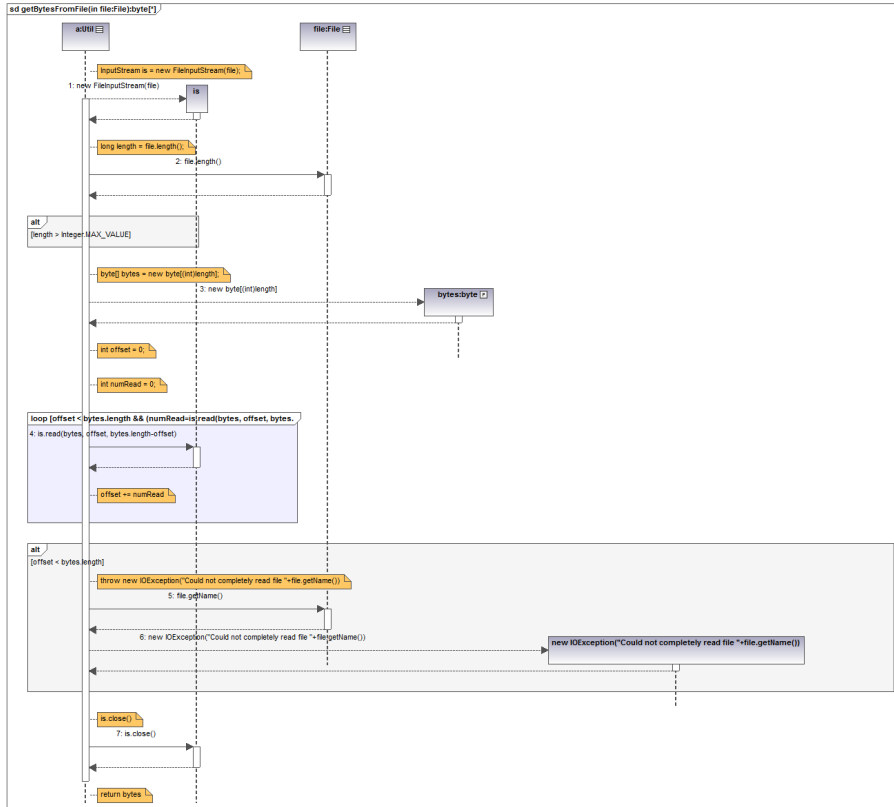 sd getBytesFromFile(in file:File):byte[*]
a:Util
file:File
InputStream is = new FileInputStream(file);
1: new FileInputStream(file)
is
long length = file.length();
2: file.length()
alt
[length > Integer.MAX_VALUE]
byte[] bytes = new byte[(int)length];
3: new byte[(int)length]
bytes:byte
int offset = 0;
int numRead = 0;
loop [offset < bytes.length && (numRead=is.read(bytes, offset, bytes.
4: is.read(bytes, offset, bytes.length-offset)
offset += numRead
alt
[offset < bytes.length]
throw new IOException("Could not completely read file "+file.getName())
5: file.getName()
6: new IOException("Could not completely read file "+file.getName())
new IOException("Could not completely read file "+file.getName())
is.close()
7: is.close()
return bytes